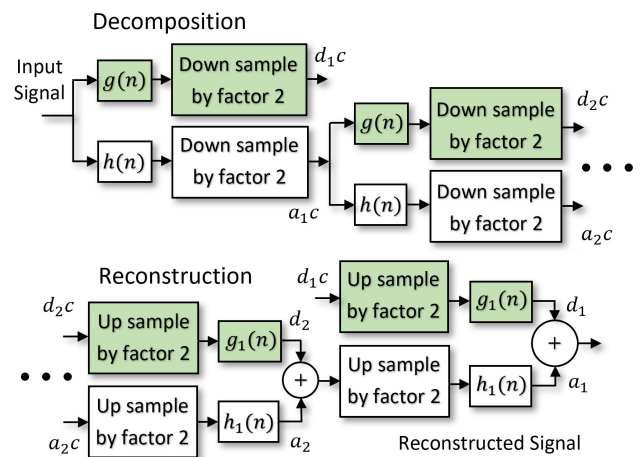 Decomposition
Input
Signal
g(n)
Down sample
by factor 2
d₁c
h(n)
Down sample
by factor 2
a₁c
g(n)
Down sample
by factor 2
d₂c
h(n)
Down sample
by factor 2
a₂c
Reconstruction
d₂c
Up sample
by factor 2
g₁(n)
d₂
+
a₂c
Up sample
by factor 2
h₁(n)
a₂
d₁c
Up sample
by factor 2
g₁(n)
d₁
+
Up sample
by factor 2
h₁(n)
a₁
Reconstructed Signal